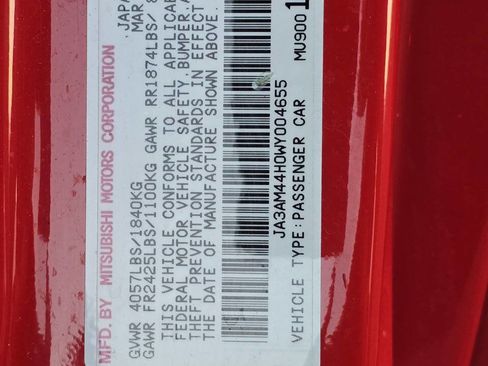 MFD. BY MITSUBISHI MOTORS CORPORATION
JAPA
MAR
GVWR 4057LBS/1840KG
GAWR FR2425LBS/1100KG GAWR RR1874LBS/
THIS VEHICLE CONFORMS TO ALL APPLICAB
FEDERAL MOTOR VEHICLE SAFETY, BUMPER, A
THEFT PREVENTION STANDARDS IN EFFECT
THE DATE OF MANUFACTURE SHOWN ABOVE.
JA3AM44H0WY004655
VEHICLE TYPE:PASSENGER CAR
MU900
1